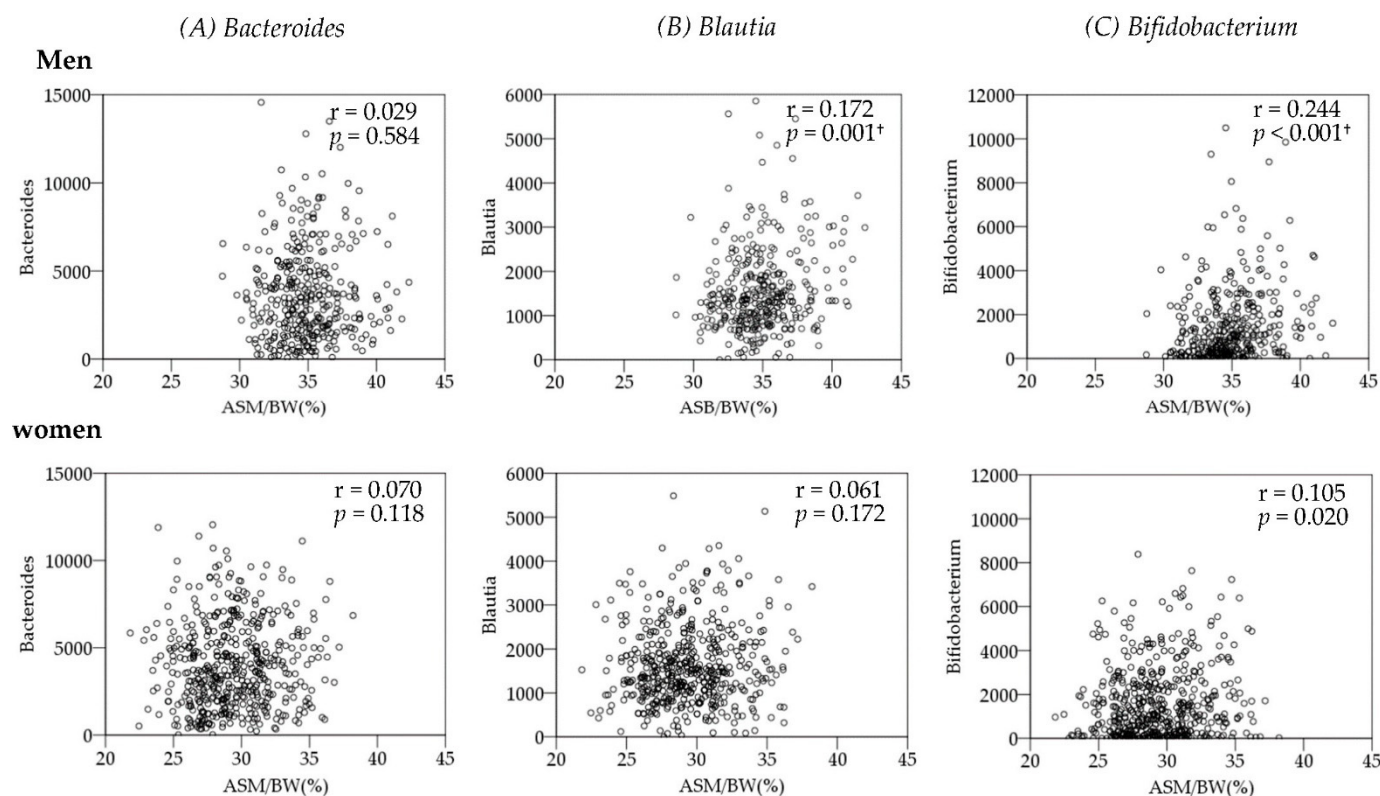 (A) Bacteroides
(B) Blautia
(C) Bifidobacterium
Men
15000
10000
5000
0
Bacteroides
r = 0.029
p = 0.584
20 25 30 35 40 45
ASM/BW(%)
6000
5000
4000
3000
2000
1000
0
Blautia
r = 0.172
p = 0.001†
20 25 30 35 40 45
ASB/BW(%)
12000
10000
8000
6000
4000
2000
0
Bifidobacterium
r = 0.244
p < 0.001†
20 25 30 35 40 45
ASM/BW(%)
women
15000
10000
5000
0
Bacteroides
r = 0.070
p = 0.118
20 25 30 35 40 45
ASM/BW(%)
6000
5000
4000
3000
2000
1000
0
Blautia
r = 0.061
p = 0.172
20 25 30 35 40 45
ASM/BW(%)
12000
10000
8000
6000
4000
2000
0
Bifidobacterium
r = 0.105
p = 0.020
20 25 30 35 40 45
ASM/BW(%)